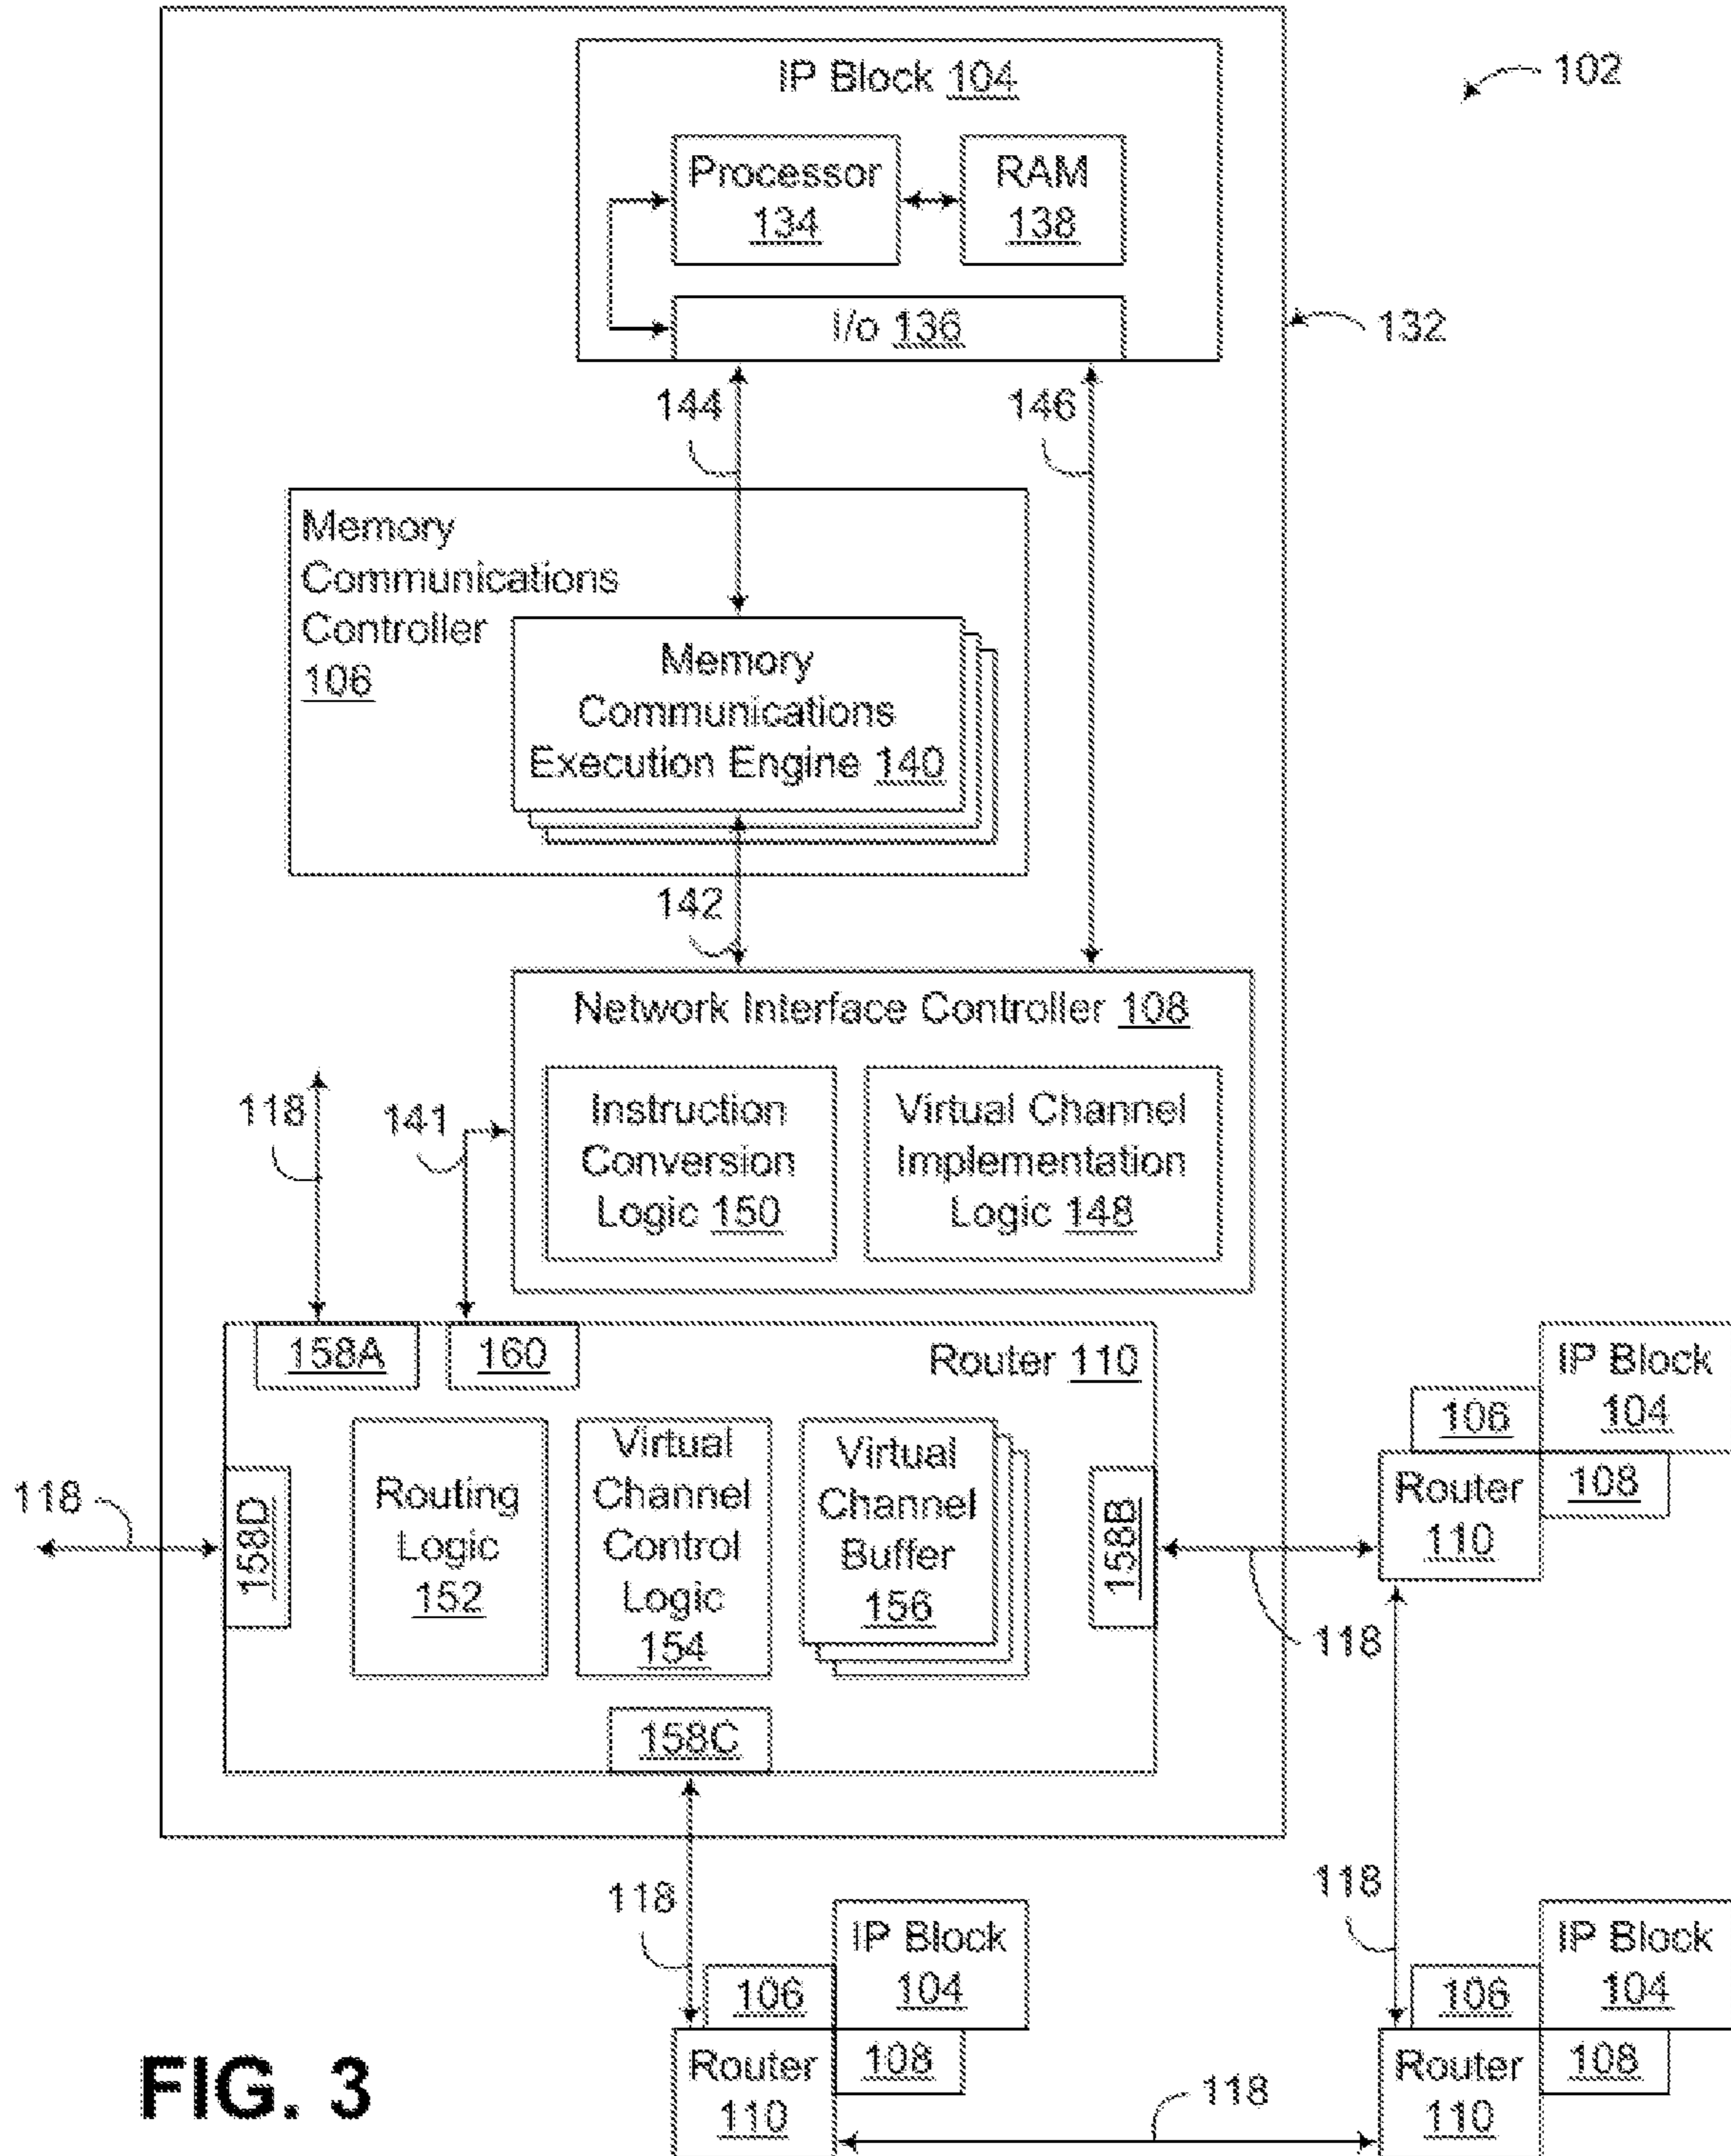 IP Block 104
102
Processor
134
RAM
138
I/o 136
132
144
146
Memory
Communications
Controller
106
Memory
Communications
Execution Engine 140
142
Network Interface Controller 108
118
141
Instruction
Conversion
Logic 150
Virtual Channel
Implementation
Logic 148
158A
160
Router 110
IP Block
104
106
108
Router
110
118
158D
Routing
Logic
152
Virtual
Channel
Control
Logic
154
Virtual
Channel
Buffer
156
158B
118
158C
118
118
IP Block
104
106
108
Router
110
IP Block
104
106
108
Router
110
118
FIG. 3